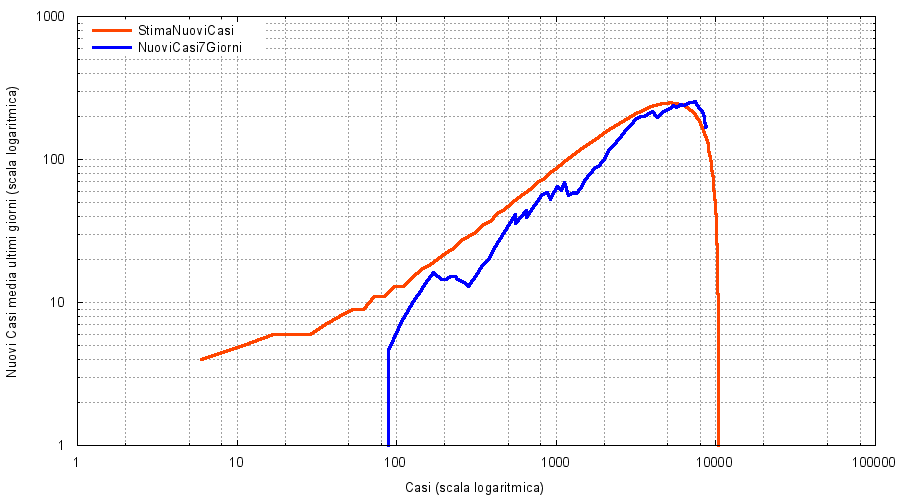 1000
StimaNuoviCasi
NuoviCasi7Giorni
100
10
1
1 10 100 1000 10000 100000
Nuovi Casi media ultimi giorni (scala logaritmica)
Casi (scala logaritmica)